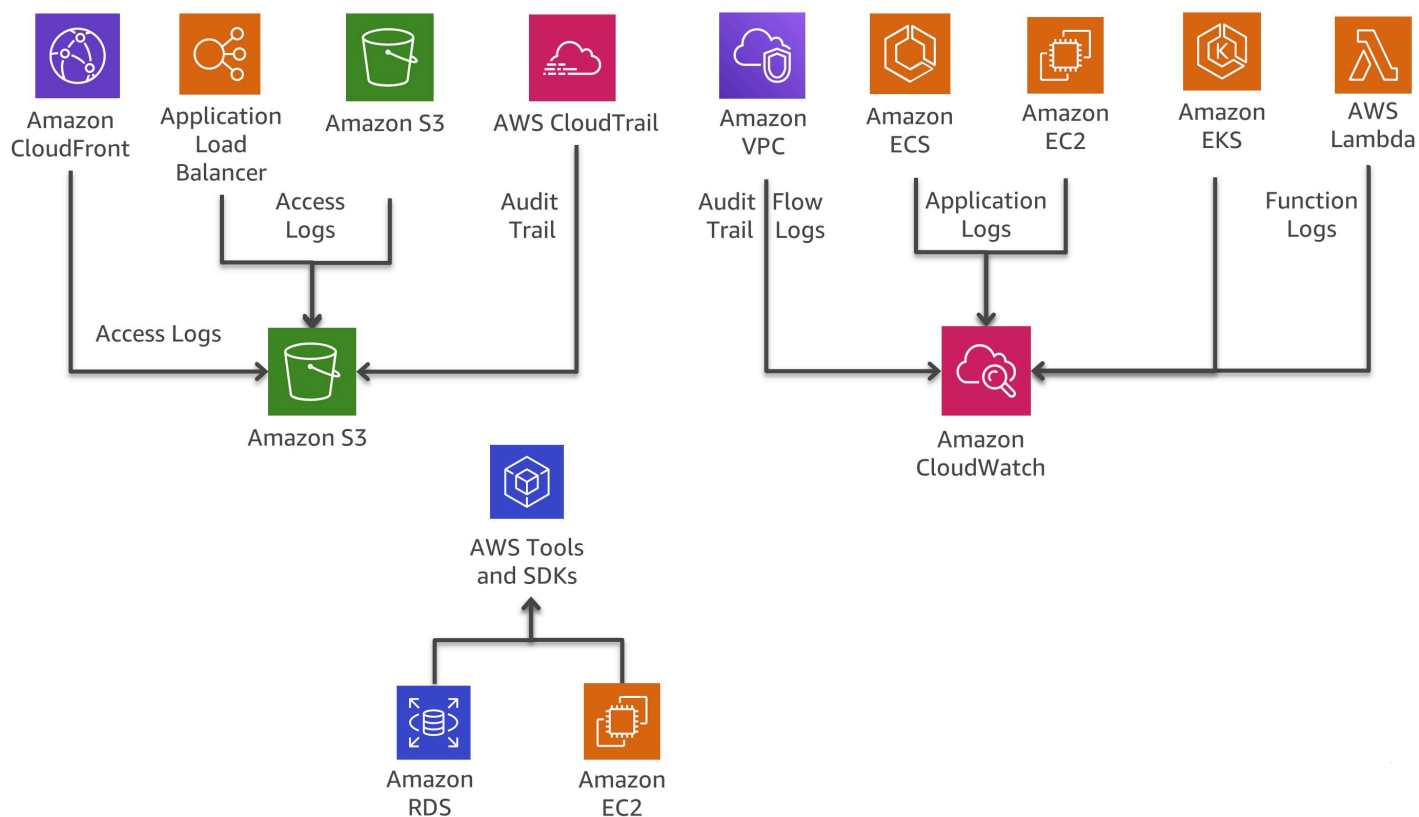 Amazon
CloudFront
Application
Load
Balancer
Amazon S3
AWS CloudTrail
Amazon
VPC
Amazon
ECS
Amazon
EC2
K
Amazon
EKS
AWS
Lambda
Access
Logs
Audit
Trail
Audit
Trail
Flow
Logs
Application
Logs
Function
Logs
Access Logs
Amazon S3
Amazon
CloudWatch
AWS Tools
and SDKs
Amazon
RDS
Amazon
EC2